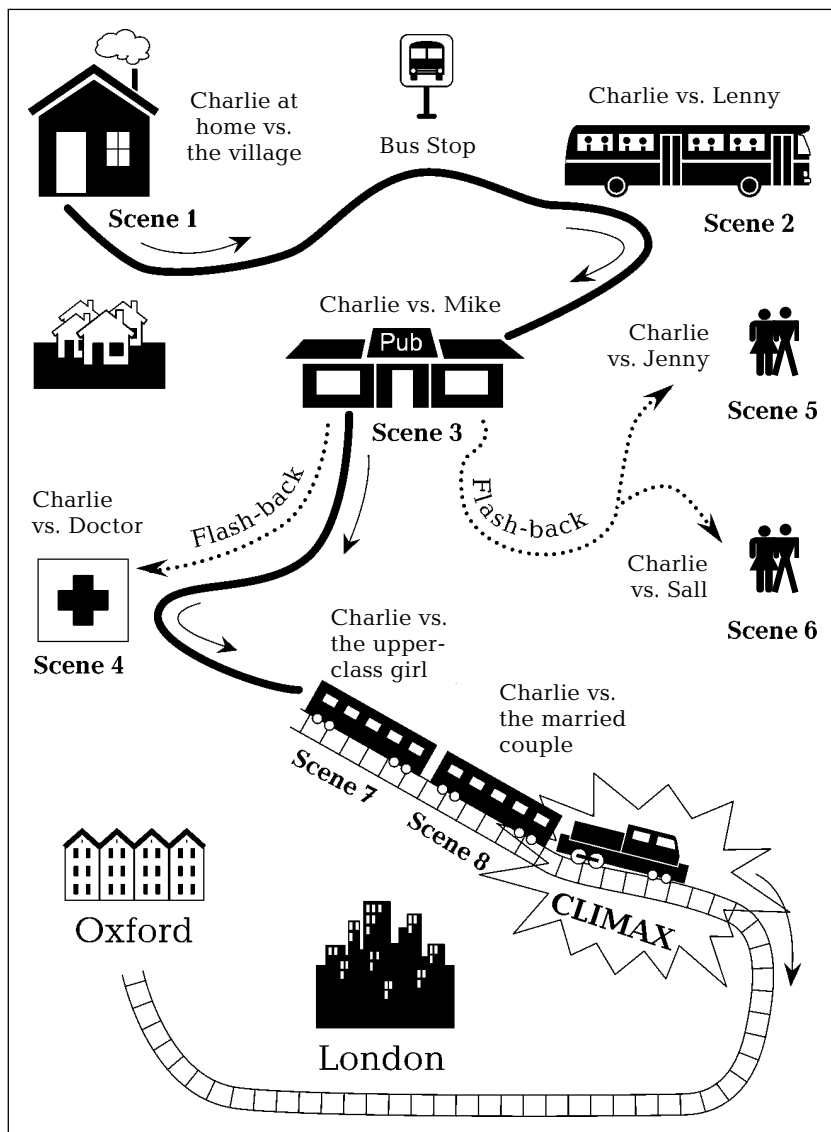 Charlie at
home vs.
the village
Scene 1
Bus Stop
Charlie vs. Lenny
Scene 2
Charlie vs. Mike
Pub
Scene 3
Charlie
vs. Jenny
Scene 5
Flash-back
Flash-back
Charlie
vs. Doctor
Scene 4
Charlie
vs. Sall
Scene 6
Charlie vs.
the upper-
class girl
Scene 7
Charlie vs.
the married
couple
Scene 8
CLIMAX
Oxford
London